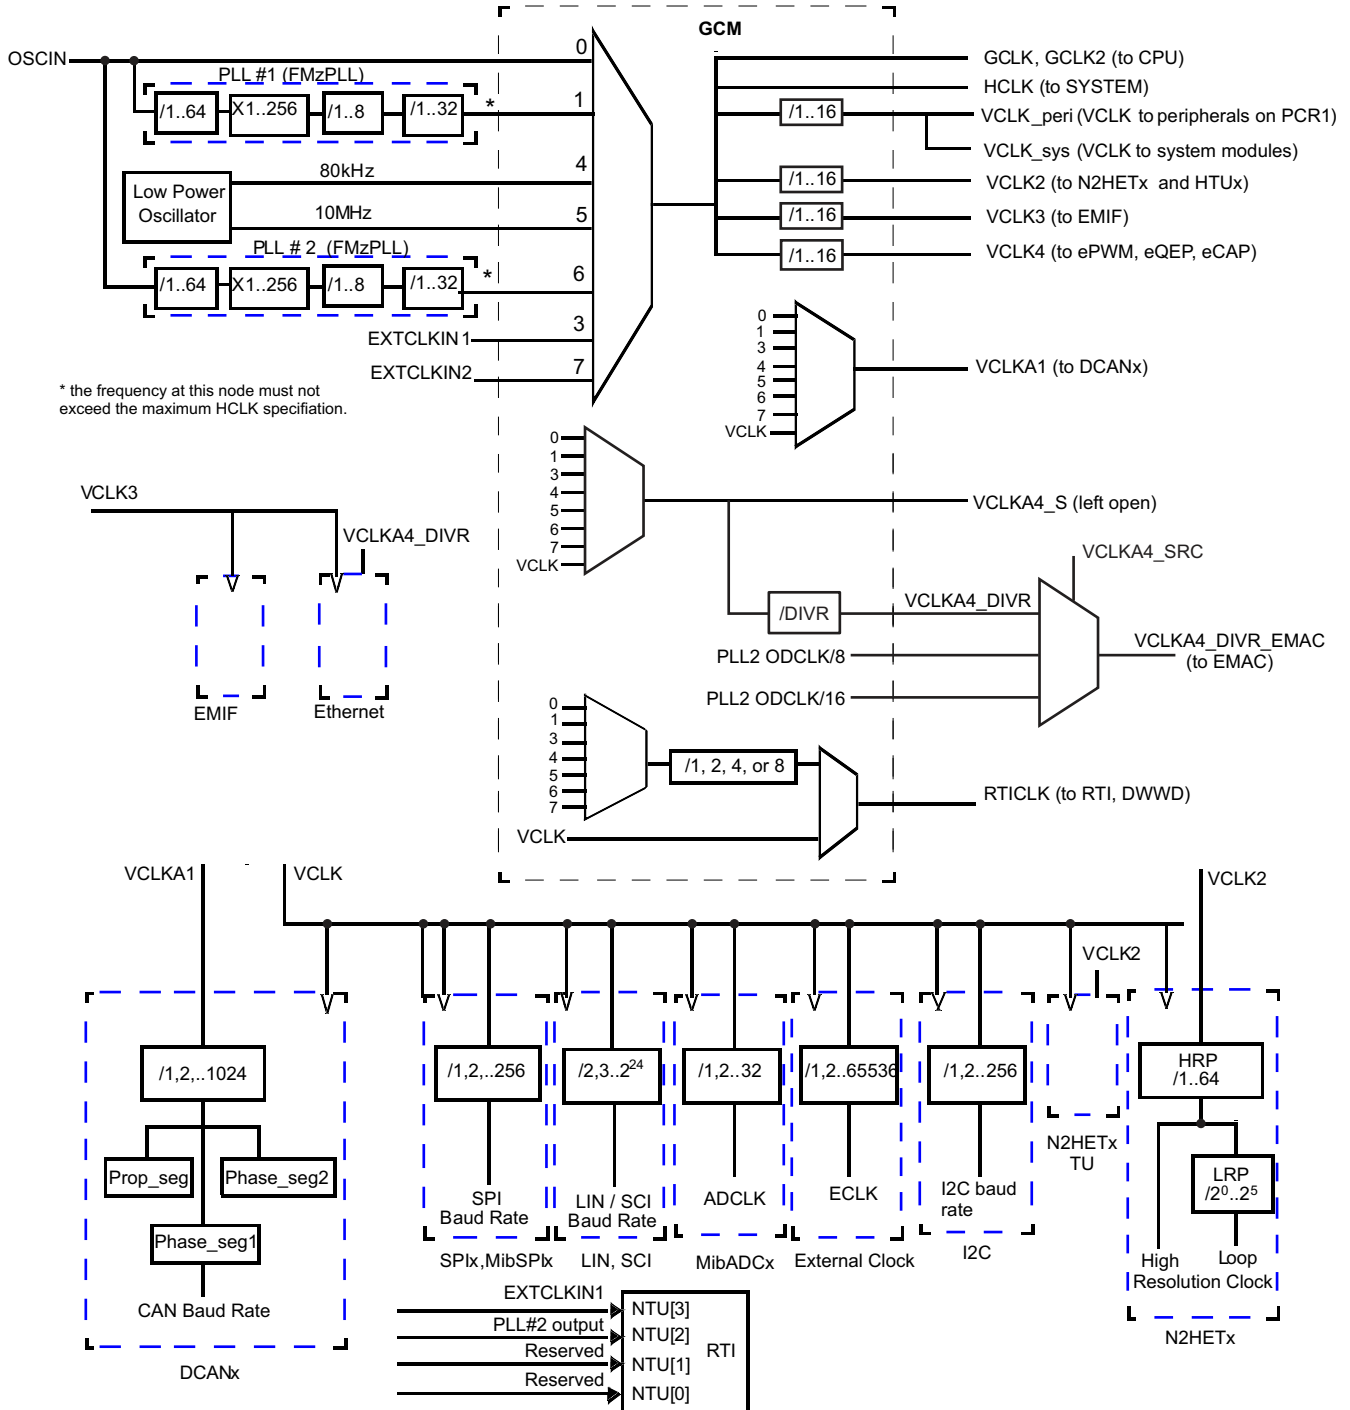 GCM
OSCIN
0
GCLK, GCLK2 (to CPU)
PLL #1 (FMzPLL)
HCLK (to SYSTEM)
/1..64
X1..256
/1..8
/1..32
*
1
/1..16
VCLK_peri (VCLK to peripherals on PCR1)
VCLK_sys (VCLK to system modules)
80kHz
4
Low Power
Oscillator
/1..16
VCLK2 (to N2HETx and HTUx)
10MHz
5
/1..16
VCLK3 (to EMIF)
PLL # 2 (FMzPLL)
/1..16
VCLK4 (to ePWM, eQEP, eCAP)
/1..64
X1..256
/1..8
/1..32
*
6
EXTCLKIN1
3
EXTCLKIN2
7
* the frequency at this node must not
exceed the maximum HCLK specifiation.
0
1
3
4
5
6
7
VCLK
VCLKA1 (to DCANx)
0
1
3
4
5
6
7
VCLK
VCLKA4_S (left open)
VCLK3
VCLKA4_DIVR
EMIF
Ethernet
VCLKA4_SRC
/DIVR
VCLKA4_DIVR
PLL2 ODCLK/8
PLL2 ODCLK/16
VCLKA4_DIVR_EMAC
(to EMAC)
0
1
3
4
5
6
7
/1, 2, 4, or 8
VCLK
RTICLK (to RTI, DWWD)
VCLKA1
VCLK
VCLK2
VCLK2
/1,2,..1024
Prop_seg
Phase_seg2
Phase_seg1
CAN Baud Rate
DCANx
/1,2,..256
SPI
Baud Rate
SPIx,MibSPIx
/2,3..2²⁴
LIN / SCI
Baud Rate
LIN, SCI
/1,2..32
ADCLK
MibADCx
/1,2..65536
ECLK
External Clock
/1,2..256
I2C baud
rate
I2C
N2HETx
TU
HRP
/1..64
LRP
/2⁰..2⁵
High
Loop
Resolution Clock
N2HETx
EXTCLKIN1
NTU[3]
PLL#2 output
NTU[2]
RTI
Reserved
NTU[1]
Reserved
NTU[0]